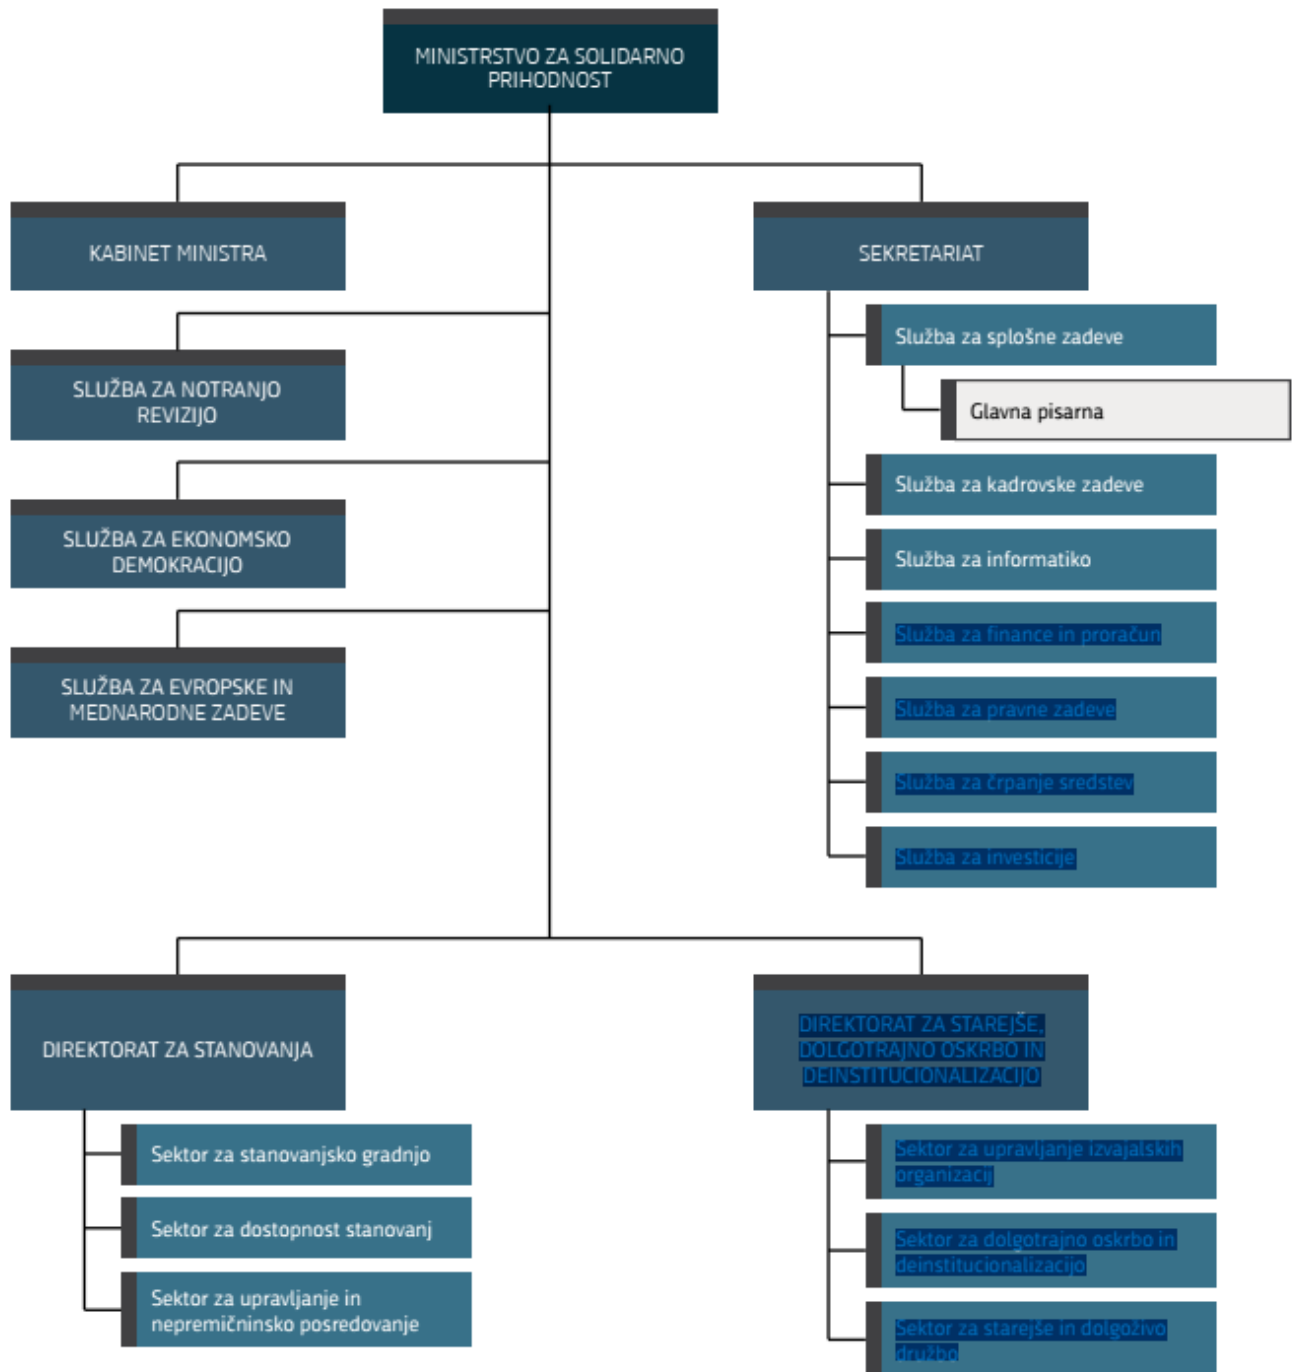 MINISTRSTVO ZA SOLIDARNO
PRIHODNOST
KABINET MINISTRA
SLUŽBA ZA NOTRANJO
REVIZIJO
SLUŽBA ZA EKONOMSKO
DEMOKRACIJO
SLUŽBA ZA EVROPSKE IN
MEDNARODNE ZADEVE
SEKRETARIAT
Služba za splošne zadeve
Glavna pisarna
Služba za kadrovske zadeve
Služba za informatiko
Služba za finance in proračun
Služba za pravne zadeve
Služba za črpanje sredstev
Služba za investicije
DIREKTORAT ZA STANOVANJA
Sektor za stanovanjsko gradnjo
Sektor za dostopnost stanovanj
Sektor za upravljanje in
nepremičninsko posredovanje
DIREKTORAT ZA STAREJŠE,
DOLGOTRAJNO OSKRBO IN
DEINSTITUCIONALIZACIJO
Sektor za upravljanje izvajalskih
organizacij
Sektor za dolgotrajno oskrbo in
deinstitucionalizacijo
Sektor za starejše in dolgoživo
družbo